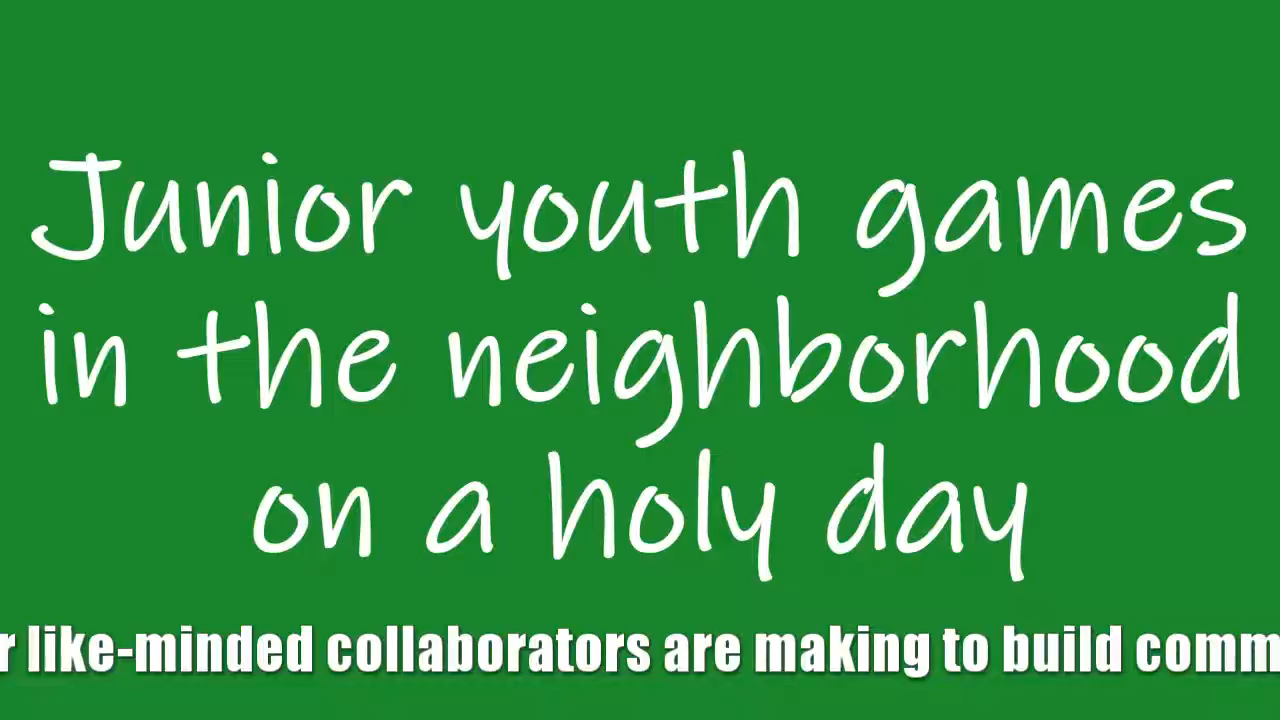 Junior youth games
in the neighborhood
on a holy day
like-minded collaborators are making to build